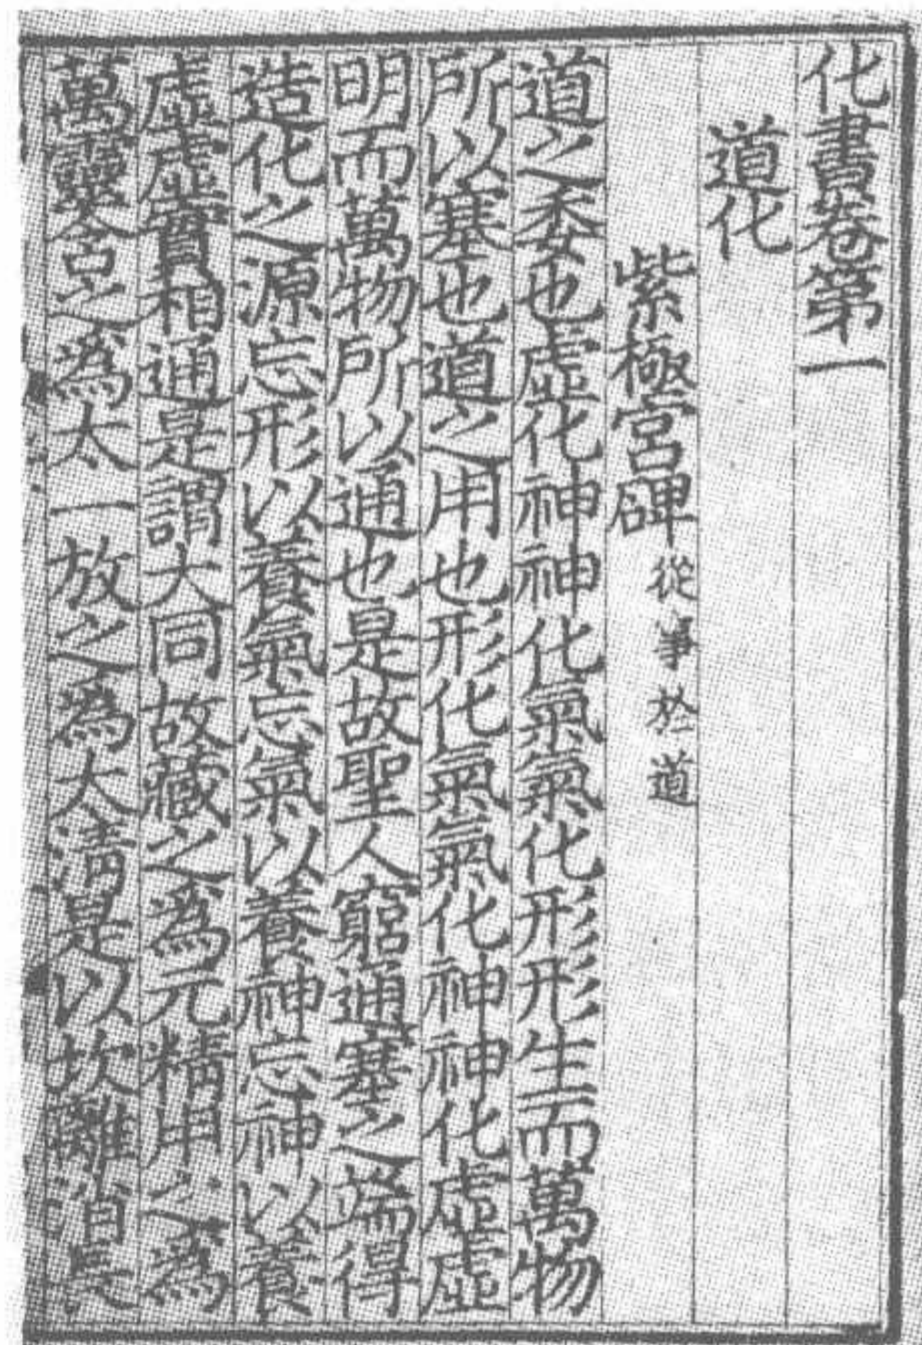 化書卷第一
道化
紫極宮碑從事於道
道之委也虛化神神化氣氣化形形生而萬物
所以塞也道之用也形化氣氣化神神化虛虛
明而萬物所以通也是故聖人窮通塞之端得
造化之源忘形以養氣忘氣以養神忘神以養
虛虛實相通是謂大同故藏之爲元精用之爲
萬靈含之爲太一放之爲太清是以坎離消長